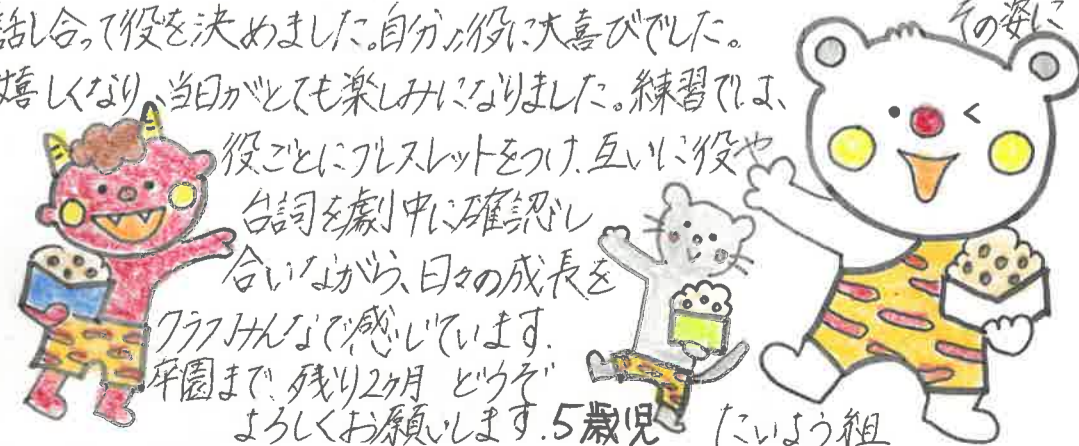 話し合って役を決めました。自分の役に大喜びでした。 その姿に
嬉しくなり、当日がとても楽しみになりました。練習では、
役ごとにブレスレットをつけ、互いに役や
台詞を劇中に確認し
合いながら、日々の成長を
クラスみんなで感じています。
卒園まで、残り2ヶ月 どうぞ
よろしくお願いします。5歳児 たいよう組